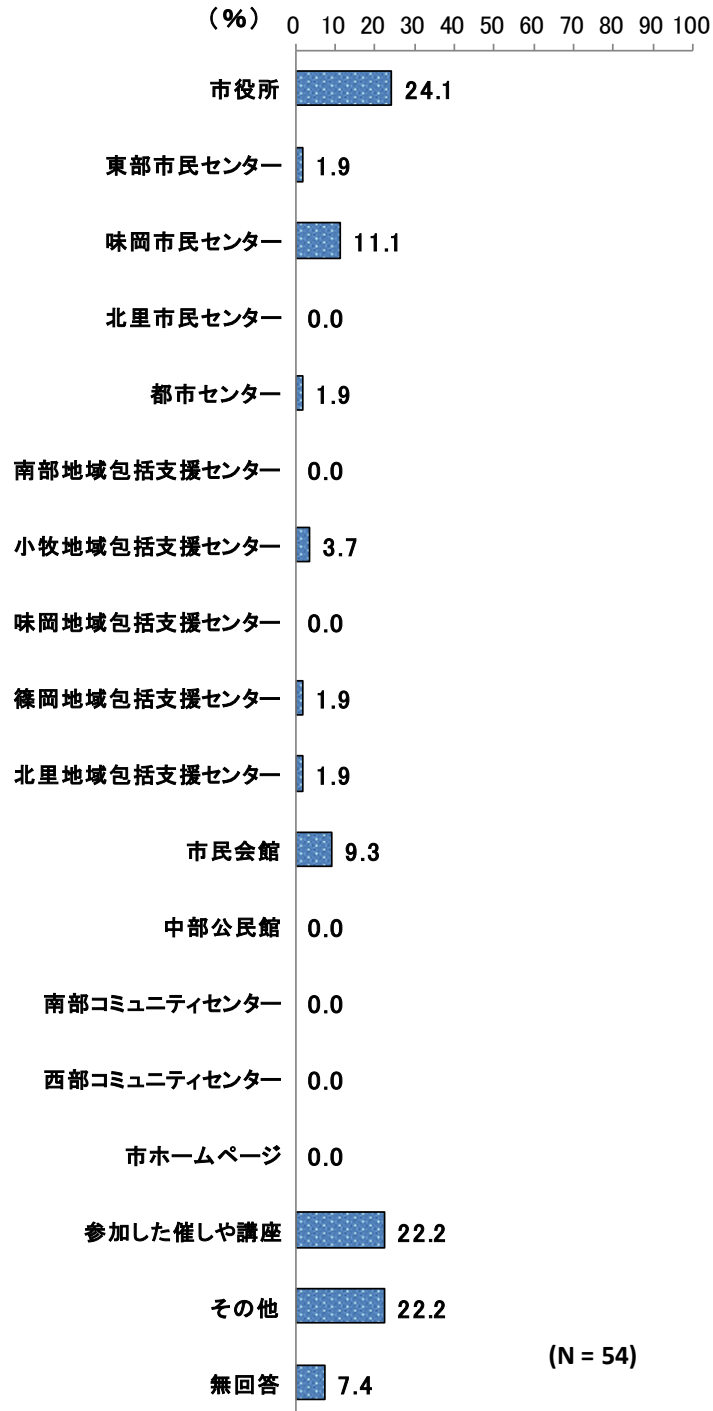 （%） 0 10 20 30 40 50 60 70 80 90 100
市役所 24.1
東部市民センター 1.9
味岡市民センター 11.1
北里市民センター 0.0
都市センター 1.9
南部地域包括支援センター 0.0
小牧地域包括支援センター 3.7
味岡地域包括支援センター 0.0
篠岡地域包括支援センター 1.9
北里地域包括支援センター 1.9
市民会館 9.3
中部公民館 0.0
南部コミュニティセンター 0.0
西部コミュニティセンター 0.0
市ホームページ 0.0
参加した催しや講座 22.2
その他 22.2
(N = 54)
無回答 7.4